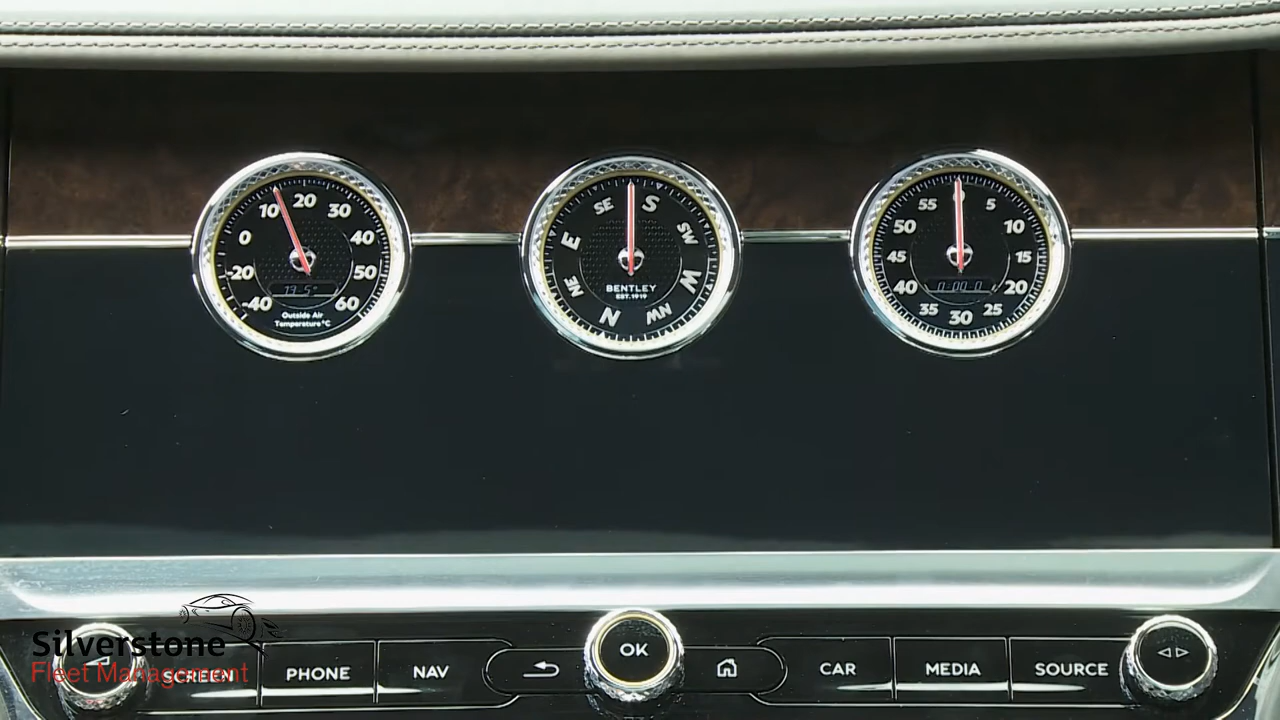 10 20 30
0 40
-20 50
-40 60
Outside Air
Temperature°C
SE S
E SW
NE W
N NW
BENTLEY
EST.1919
55 0 5
50 10
45 15
40 20
35 30 25
OK
PHONE NAV CAR MEDIA SOURCE
Silverstone
Fleet Management